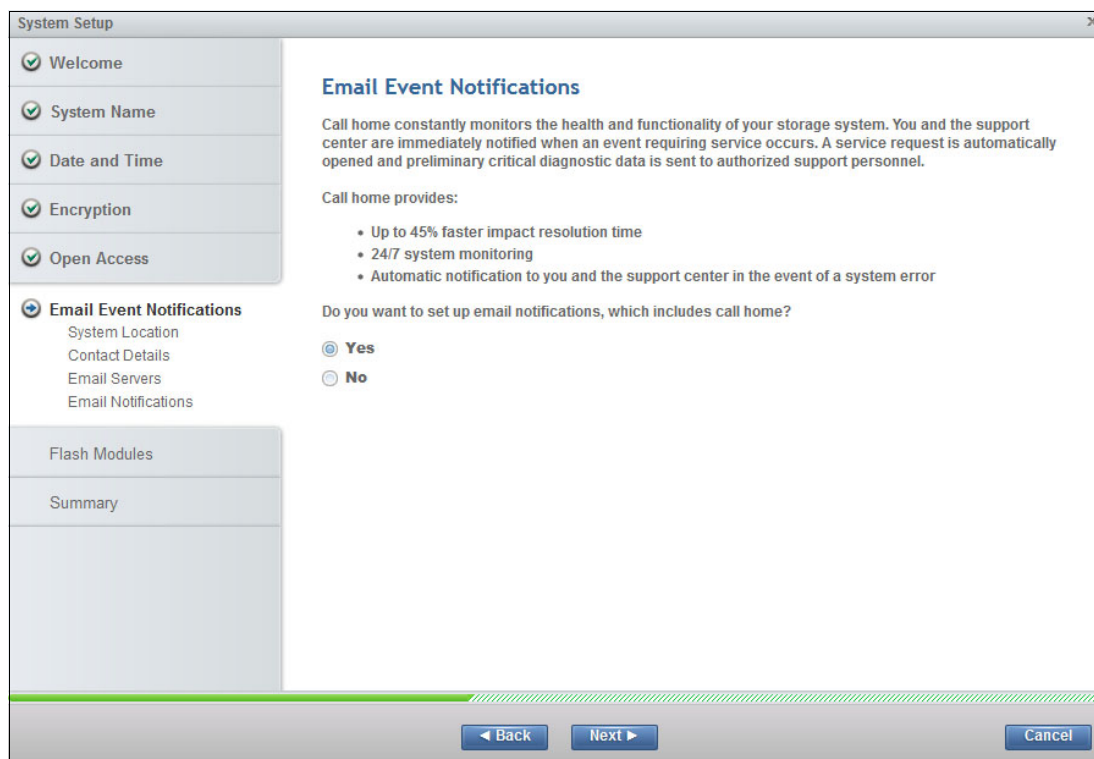 System Setup
Welcome
System Name
Date and Time
Encryption
Open Access
Email Event Notifications
System Location
Contact Details
Email Servers
Email Notifications
Flash Modules
Summary
Email Event Notifications
Call home constantly monitors the health and functionality of your storage system. You and the support
center are immediately notified when an event requiring service occurs. A service request is automatically
opened and preliminary critical diagnostic data is sent to authorized support personnel.
Call home provides:
• Up to 45% faster impact resolution time
• 24/7 system monitoring
• Automatic notification to you and the support center in the event of a system error
Do you want to set up email notifications, which includes call home?
Yes
No
◄ Back
Next ►
Cancel